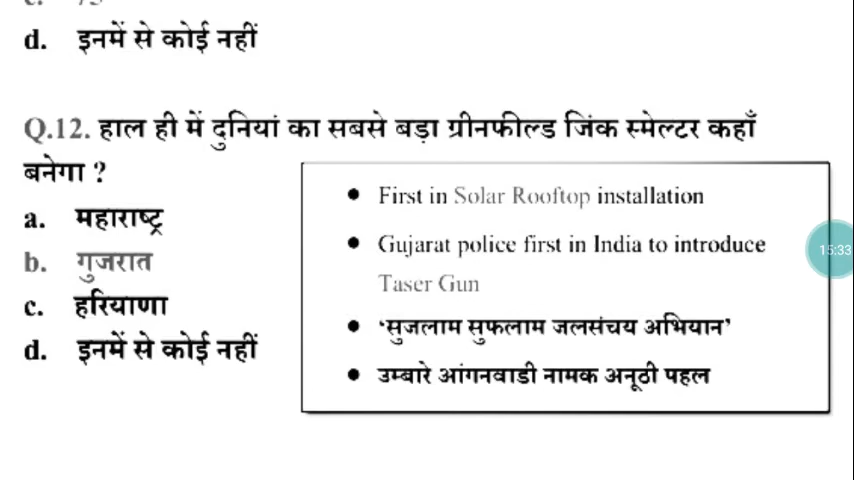 d. इनमें से कोई नहीं
Q.12. हाल ही में दुनियां का सबसे बड़ा ग्रीनफील्ड जिंक स्मेल्टर कहाँ
बनेगा ?
a. महाराष्ट्र
b. गुजरात
c. हरियाणा
d. इनमें से कोई नहीं
First in Solar Rooftop installation
Gujarat police first in India to introduce
Taser Gun
‘सुजलाम सुफलाम जलसंचय अभियान’
उम्बारे आंगनवाडी नामक अनूठी पहल
15:33